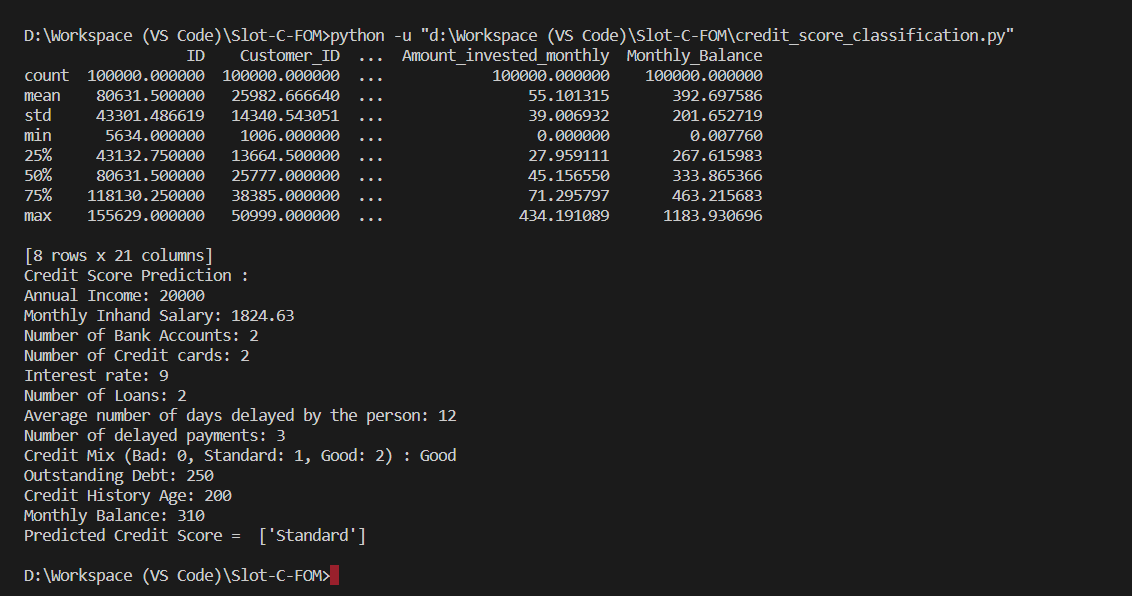 D:\Workspace (VS Code)\Slot-C-FOM>python -u "d:\Workspace (VS Code)\Slot-C-FOM\credit_score_classification.py"
                  ID    Customer_ID  ...  Amount_invested_monthly  Monthly_Balance
count  100000.000000  100000.000000  ...            100000.000000    100000.000000
mean    80631.500000   25982.666640  ...                55.101315       392.697586
std     43301.486619   14340.543051  ...                39.006932       201.652719
min      5634.000000    1006.000000  ...                 0.000000         0.007760
25%     43132.750000   13664.500000  ...                27.959111       267.615983
50%     80631.500000   25777.000000  ...                45.156550       333.865366
75%    118130.250000   38385.000000  ...                71.295797       463.215683
max    155629.000000   50999.000000  ...               434.191089      1183.930696
[8 rows x 21 columns]
Credit Score Prediction :
Annual Income: 20000
Monthly Inhand Salary: 1824.63
Number of Bank Accounts: 2
Number of Credit cards: 2
Interest rate: 9
Number of Loans: 2
Average number of days delayed by the person: 12
Number of delayed payments: 3
Credit Mix (Bad: 0, Standard: 1, Good: 2) : Good
Outstanding Debt: 250
Credit History Age: 200
Monthly Balance: 310
Predicted Credit Score =  ['Standard']
D:\Workspace (VS Code)\Slot-C-FOM>